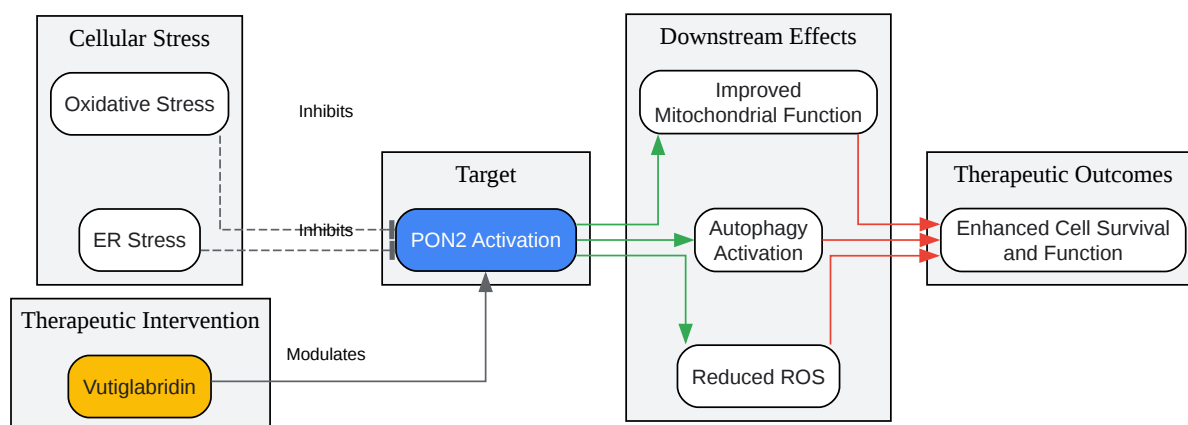 Cellular Stress
Oxidative Stress
ER Stress
Inhibits
Inhibits
Therapeutic Intervention
Vutiglabridin
Modulates
Target
PON2 Activation
Downstream Effects
Improved
Mitochondrial Function
Autophagy
Activation
Reduced ROS
Therapeutic Outcomes
Enhanced Cell Survival
and Function